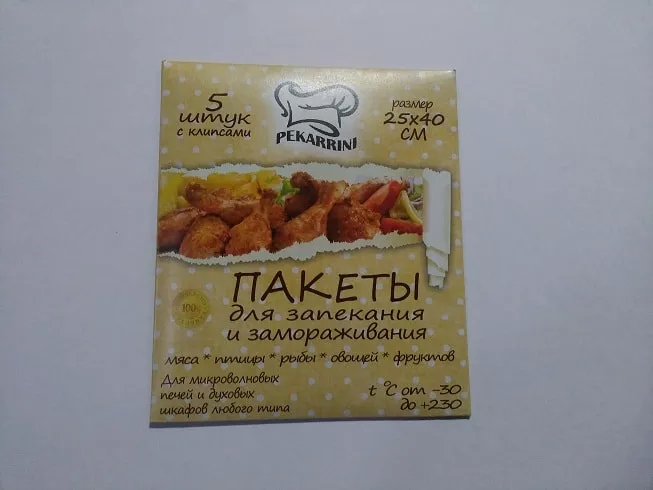 5
штук
с клипсами
PEKARRINI
размер
25х40
СМ
ПАКЕТЫ
для запекания
и замораживания
мяса * птицы * рыбы * овощей * фруктов
100%
Для микроволновых
печей и духовых
шкафов любого типа
t °С от -30
до +230